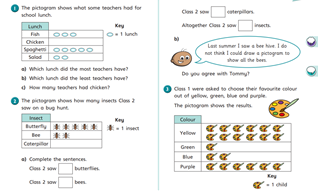 1 The pictogram shows what some teachers had for school lunch.
Lunch
Fish
Chicken
Spaghetti
Salad
Key
= 1 lunch
a) Which lunch did the most teachers have?
b) Which lunch did the least teachers have?
c) How many teachers had chicken?
2 The pictogram shows how many insects Class 2 saw on a bug hunt.
Insect
Butterfly
Bee
Caterpillar
Key
= 1 insect
a) Complete the sentences.
Class 2 saw butterflies.
Class 2 saw bees.
Class 2 saw caterpillars.
Altogether Class 2 saw insects.
b)
Last summer I saw a bee hive. I do
not think I could draw a pictogram to
show all the bees.
Do you agree with Tommy?
3 Class 1 were asked to choose their favourite colour
out of yellow, green, blue and purple.
The pictogram shows the results.
Colour
Yellow
Green
Blue
Purple
Key
= 1 child